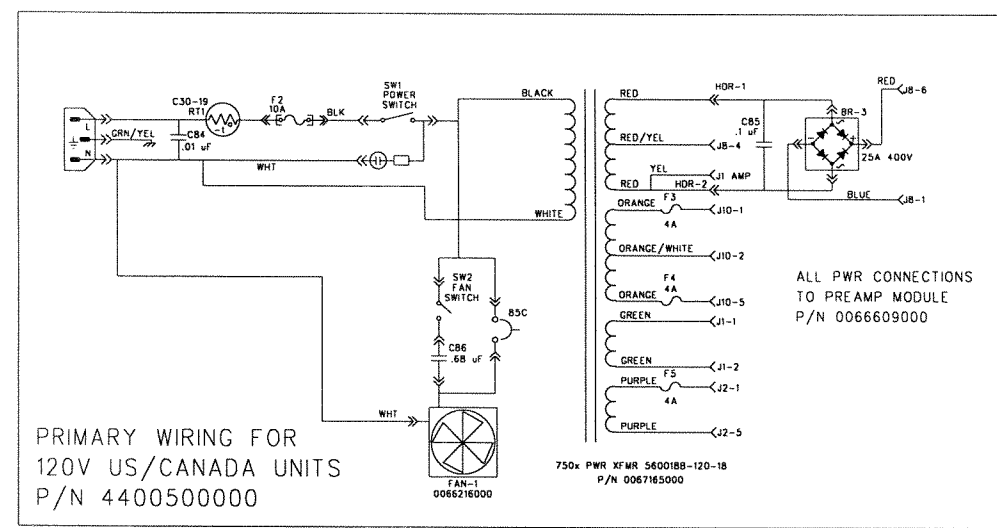 C30-19
RT1
-t
F2
10A
BLK
SW1
POWER
SWITCH
L
GRN/YEL
N
C84
.01 uF
WHT
BLACK
WHITE
SW2
FAN
SWITCH
85C
C86
.68 uF
WHT
FAN-1
0066216000
RED
HDR-1
RED/YEL
J8-4
YEL
J1 AMP
RED
HDR-2
C85
.1 uF
BR-3
25A 400V
RED
J8-6
BLUE
J8-1
ORANGE
F3
4A
J10-1
ORANGE/WHITE
J10-2
ORANGE
F4
4A
J10-5
GREEN
J1-1
GREEN
J1-2
PURPLE
F5
4A
J2-1
PURPLE
J2-5
ALL PWR CONNECTIONS
TO PREAMP MODULE
P/N 0066609000
PRIMARY WIRING FOR
120V US/CANADA UNITS
P/N 4400500000
750x PWR XFMR 5600188-120-18
P/N 0067165000